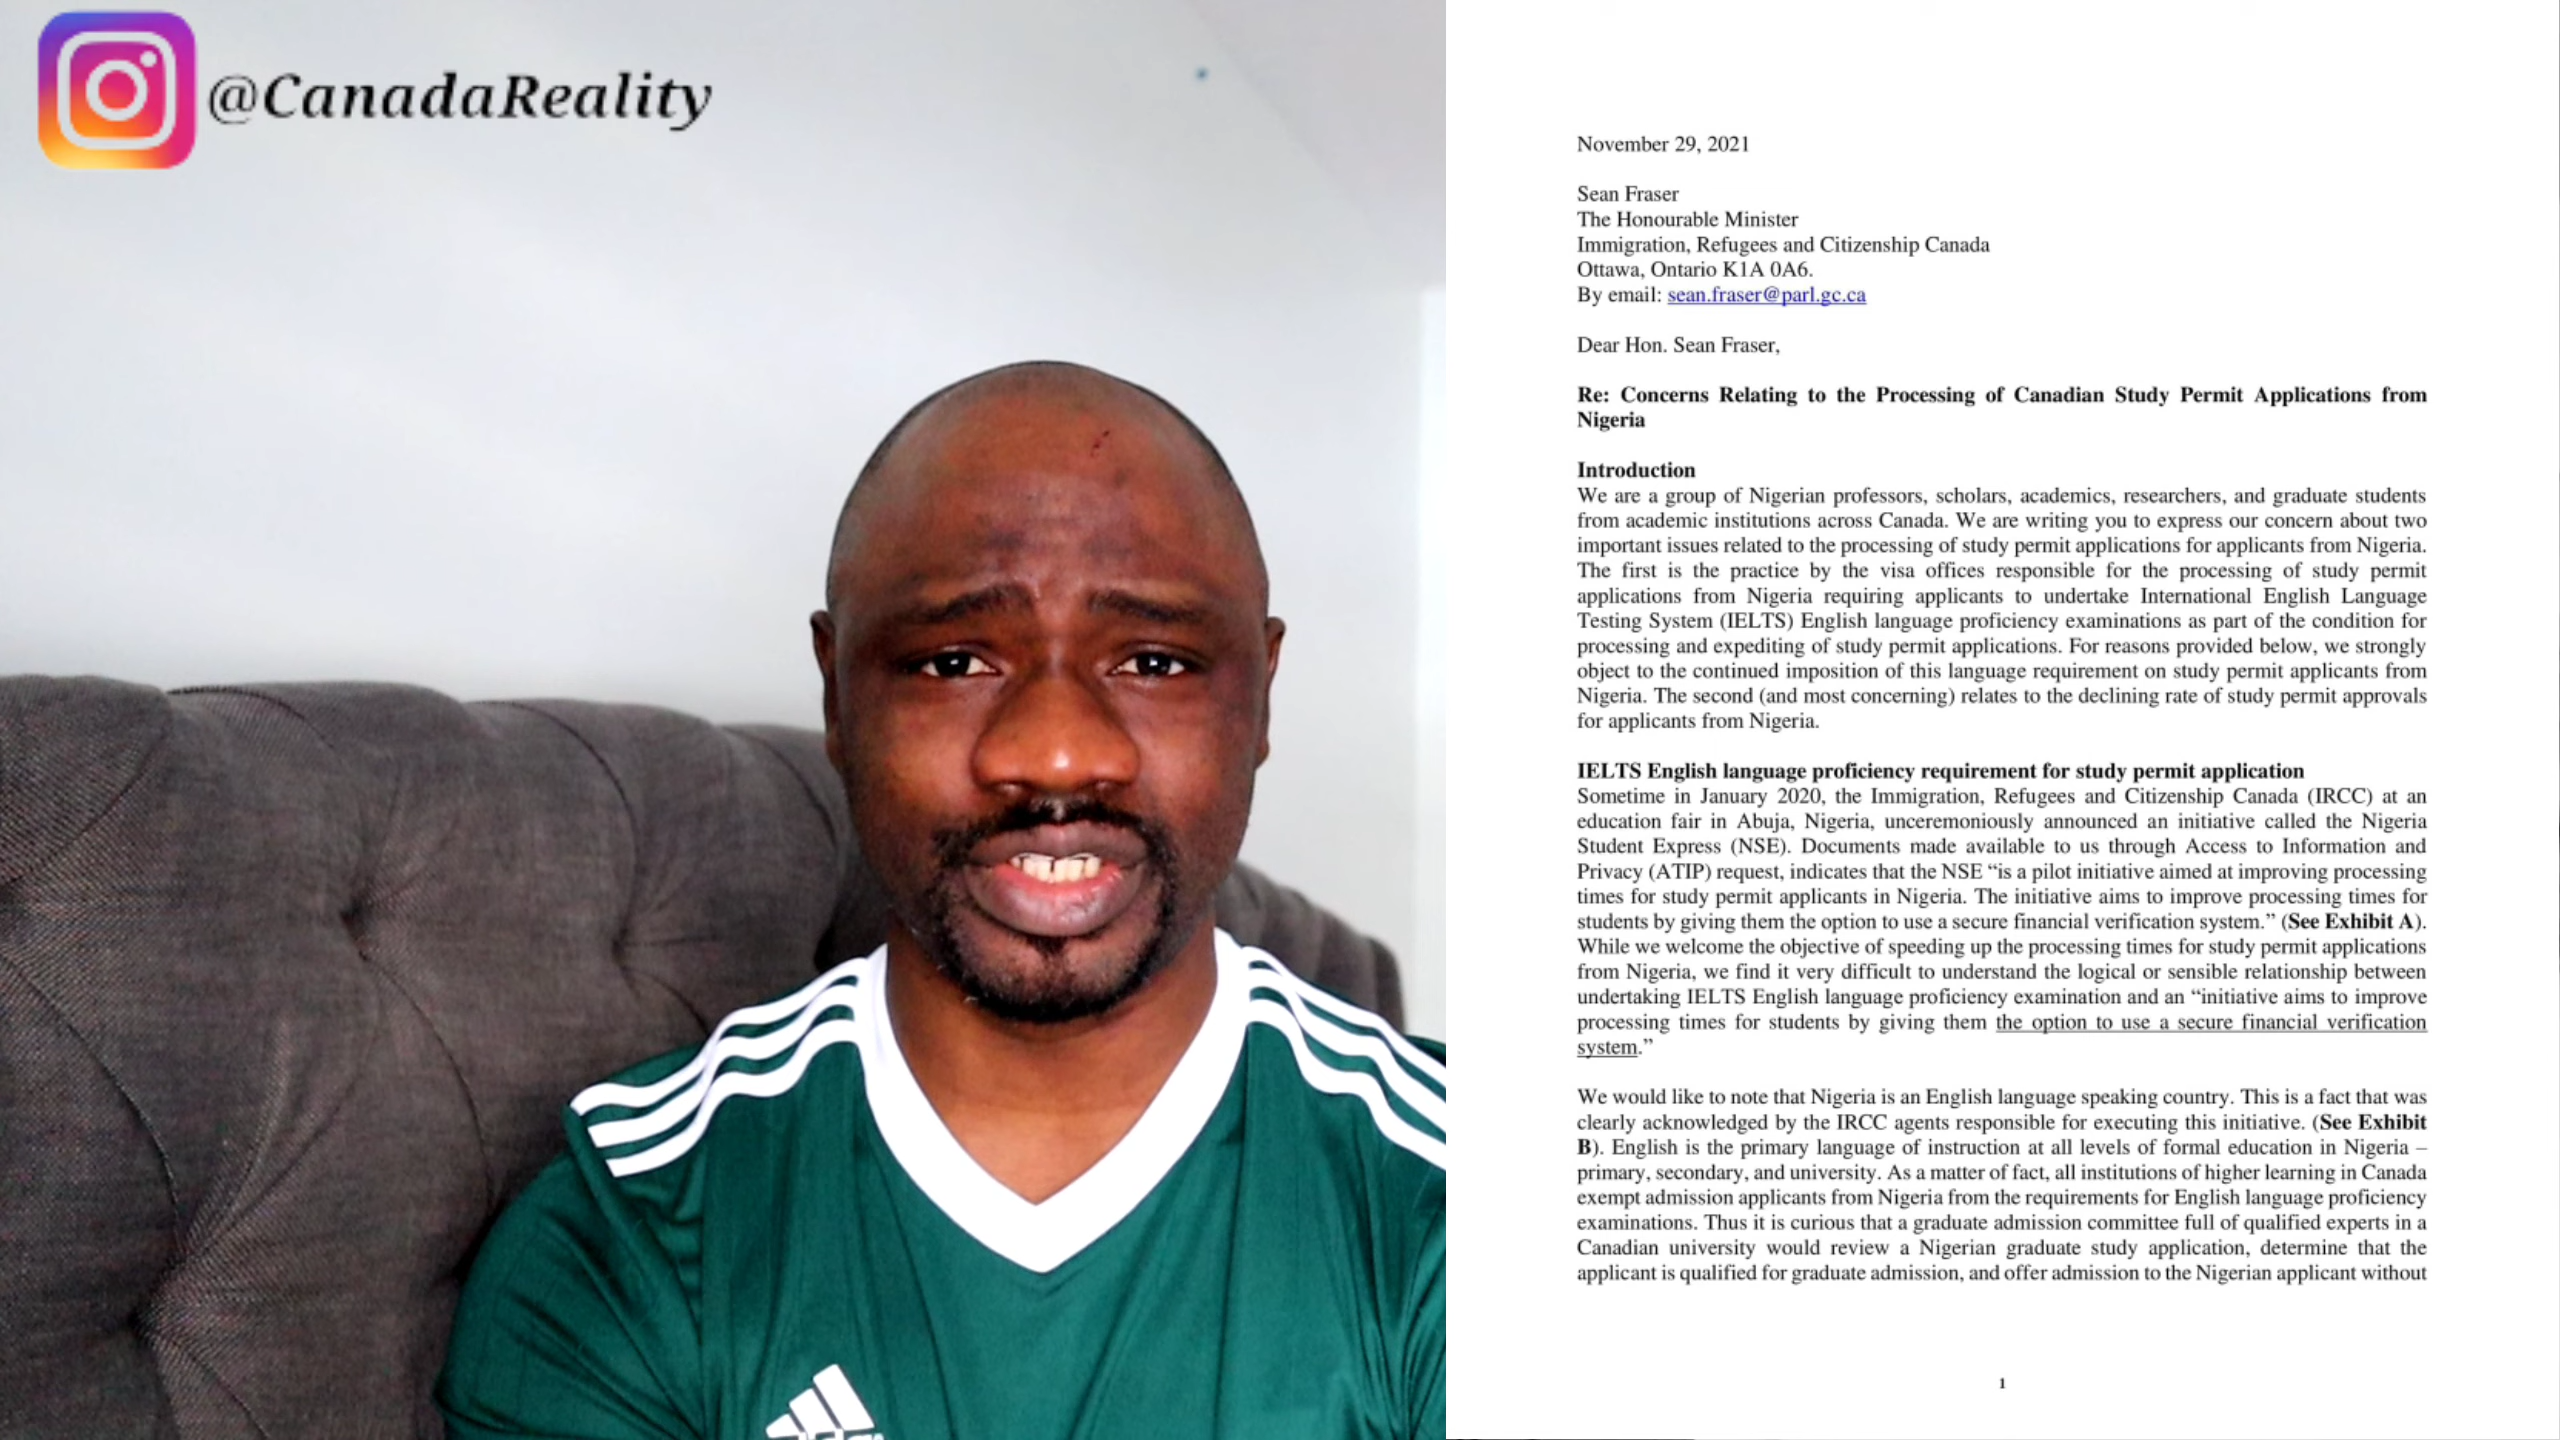 @CanadaReality
November 29, 2021
Sean Fraser
The Honourable Minister
Immigration, Refugees and Citizenship Canada
Ottawa, Ontario K1A 0A6.
By email: sean.fraser@parl.gc.ca
Dear Hon. Sean Fraser,
Re: Concerns Relating to the Processing of Canadian Study Permit Applications from
Nigeria
Introduction
We are a group of Nigerian professors, scholars, academics, researchers, and graduate students
from academic institutions across Canada. We are writing you to express our concern about two
important issues related to the processing of study permit applications for applicants from Nigeria.
The first is the practice by the visa offices responsible for the processing of study permit
applications from Nigeria requiring applicants to undertake International English Language
Testing System (IELTS) English language proficiency examinations as part of the condition for
processing and expediting of study permit applications. For reasons provided below, we strongly
object to the continued imposition of this language requirement on study permit applicants from
Nigeria. The second (and most concerning) relates to the declining rate of study permit approvals
for applicants from Nigeria.
IELTS English language proficiency requirement for study permit application
Sometime in January 2020, the Immigration, Refugees and Citizenship Canada (IRCC) at an
education fair in Abuja, Nigeria, unceremoniously announced an initiative called the Nigeria
Student Express (NSE). Documents made available to us through Access to Information and
Privacy (ATIP) request, indicates that the NSE “is a pilot initiative aimed at improving processing
times for study permit applicants in Nigeria. The initiative aims to improve processing times for
students by giving them the option to use a secure financial verification system.” (See Exhibit A).
While we welcome the objective of speeding up the processing times for study permit applications
from Nigeria, we find it very difficult to understand the logical or sensible relationship between
undertaking IELTS English language proficiency examination and an “initiative aims to improve
processing times for students by giving them the option to use a secure financial verification
system.”
We would like to note that Nigeria is an English language speaking country. This is a fact that was
clearly acknowledged by the IRCC agents responsible for executing this initiative. (See Exhibit
B). English is the primary language of instruction at all levels of formal education in Nigeria –
primary, secondary, and university. As a matter of fact, all institutions of higher learning in Canada
exempt admission applicants from Nigeria from the requirements for English language proficiency
examinations. Thus it is curious that a graduate admission committee full of qualified experts in a
Canadian university would review a Nigerian graduate study application, determine that the
applicant is qualified for graduate admission, and offer admission to the Nigerian applicant without
1